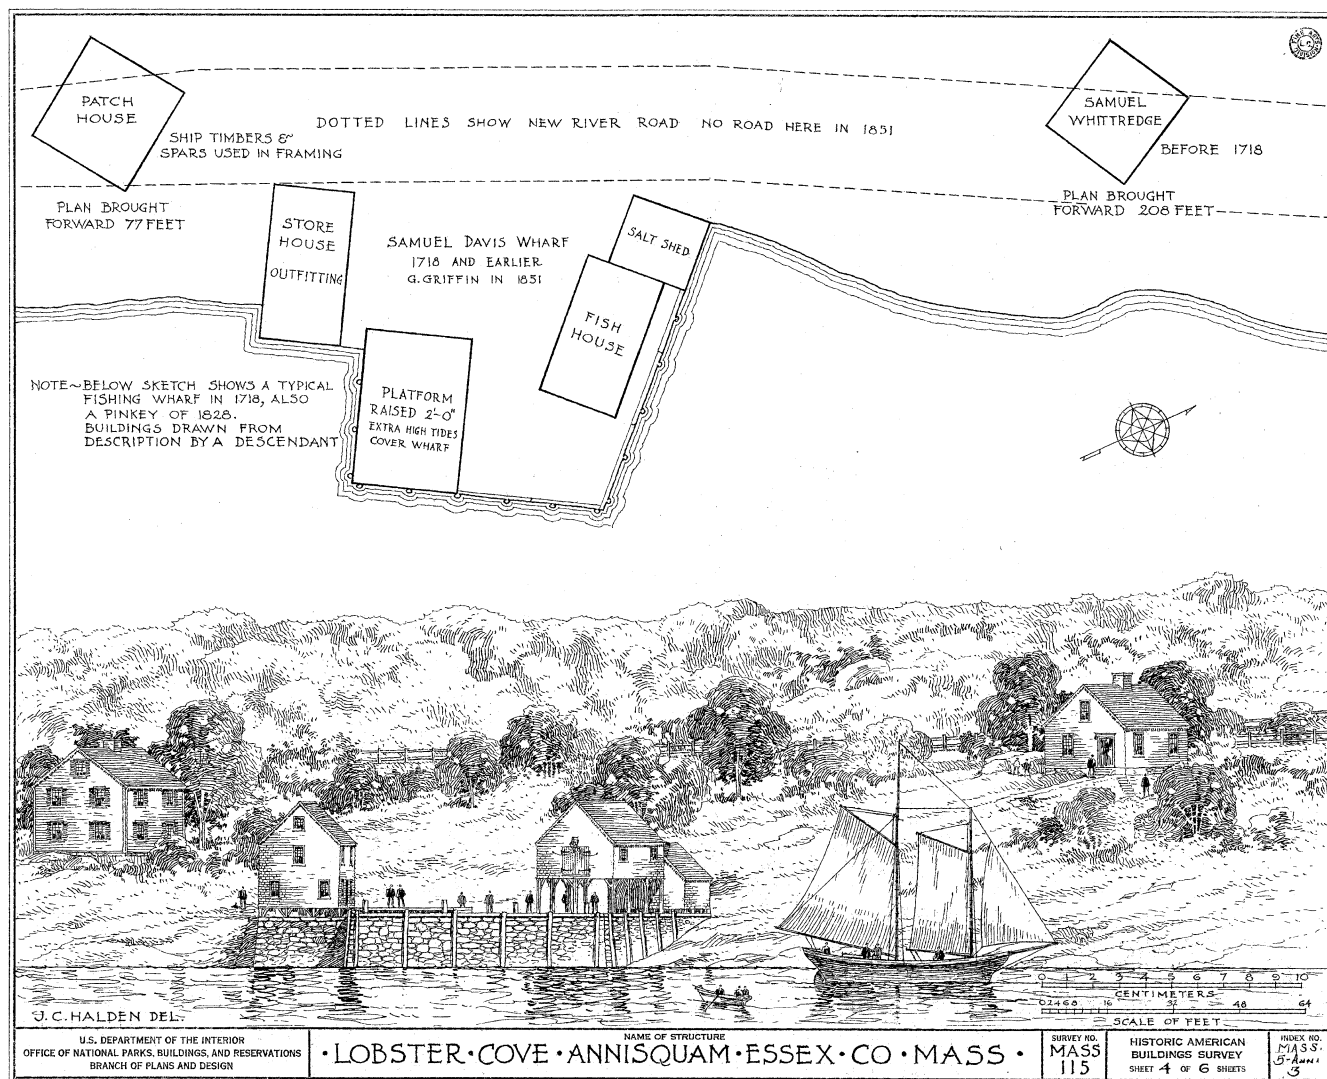 FINE ARTS
DIVISION
PATCH
HOUSE
SHIP TIMBERS &
SPARS USED IN FRAMING
DOTTED LINES SHOW NEW RIVER ROAD NO ROAD HERE IN 1851
SAMUEL
WHITTREDGE
BEFORE 1718
PLAN BROUGHT
FORWARD 77 FEET
PLAN BROUGHT
FORWARD 208 FEET
STORE
HOUSE
OUTFITTING
SAMUEL DAVIS WHARF
1718 AND EARLIER
G. GRIFFIN IN 1851
SALT SHED
FISH
HOUSE
NOTE~BELOW SKETCH SHOWS A TYPICAL
FISHING WHARF IN 1718, ALSO
A PINKEY OF 1828.
BUILDINGS DRAWN FROM
DESCRIPTION BY A DESCENDANT
PLATFORM
RAISED 2'-0"
EXTRA HIGH TIDES
COVER WHARF
0 1 2 3 4 5 6 7 8 9 10
CENTIMETERS
0 2 4 6 8 16 32 48 64
SCALE OF FEET
J. C. HALDEN DEL.
U.S. DEPARTMENT OF THE INTERIOR
OFFICE OF NATIONAL PARKS, BUILDINGS, AND RESERVATIONS
BRANCH OF PLANS AND DESIGN
NAME OF STRUCTURE
· LOBSTER · COVE · ANNISQUAM · ESSEX · CO · MASS ·
SURVEY NO.
MASS
115
HISTORIC AMERICAN
BUILDINGS SURVEY
SHEET 4 OF 6 SHEETS
INDEX NO.
MASS.
5-ANNI
3